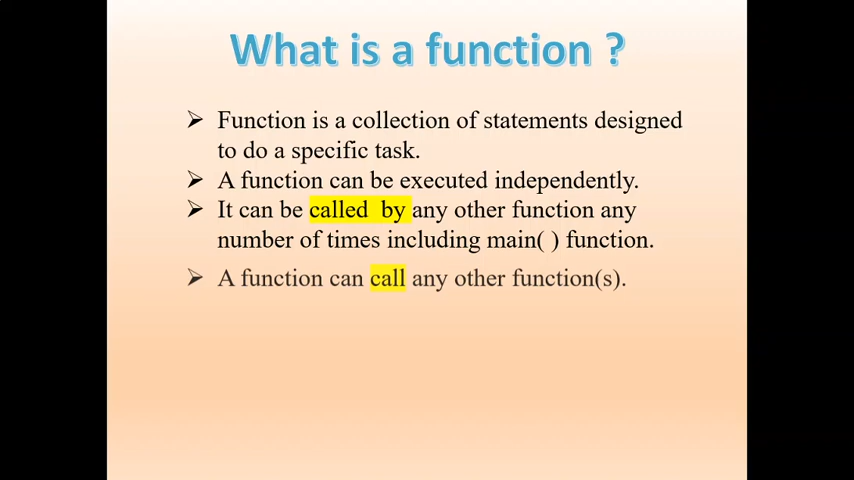 What is a function ?
➢ Function is a collection of statements designed
to do a specific task.
➢ A function can be executed independently.
➢ It can be called by any other function any
number of times including main( ) function.
➢ A function can call any other function(s).